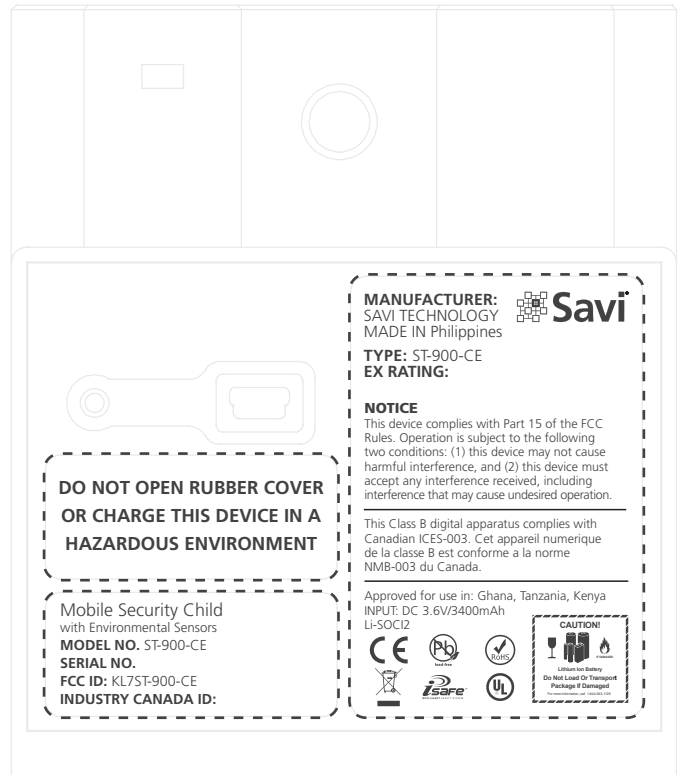 MANUFACTURER:
SAVI TECHNOLOGY
MADE IN Philippines
Savi
TYPE: ST-900-CE
EX RATING:
NOTICE
This device complies with Part 15 of the FCC
Rules. Operation is subject to the following
two conditions: (1) this device may not cause
harmful interference, and (2) this device must
accept any interference received, including
interference that may cause undesired operation.
This Class B digital apparatus complies with
Canadian ICES-003. Cet appareil numerique
de la classe B est conforme a la norme
NMB-003 du Canada.
Approved for use in: Ghana, Tanzania, Kenya
INPUT: DC 3.6V/3400mAh
Li-SOCI2
CE
Pb
lead-free
RoHS
i.safe
UL
CAUTION!
Lithium Ion Battery
Do Not Load Or Transport
Package If Damaged
DO NOT OPEN RUBBER COVER
OR CHARGE THIS DEVICE IN A
HAZARDOUS ENVIRONMENT
Mobile Security Child
with Environmental Sensors
MODEL NO. ST-900-CE
SERIAL NO.
FCC ID: KL7ST-900-CE
INDUSTRY CANADA ID: